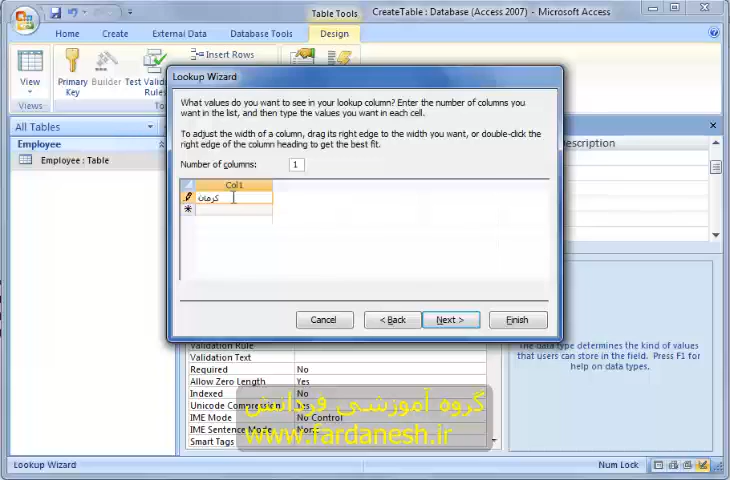 Table Tools
CreateTable : Database (Access 2007) - Microsoft Access
Home
Create
External Data
Database Tools
Design
View
Primary Key
Builder
Test Valida
Rules
Insert Rows
Views
All Tables
Employee
Employee : Table
Lookup Wizard
What values do you want to see in your lookup column? Enter the number of columns you
want in the list, and then type the values you want in each cell.
To adjust the width of a column, drag its right edge to the width you want, or double-click the
right edge of the column heading to get the best fit.
Number of columns:
1
Col1
کرمان
Cancel
< Back
Next >
Finish
Description
Validation Rule
Validation Text
Required No
Allow Zero Length Yes
Indexed No
Unicode Compression Yes
IME Mode No Control
IME Sentence Mode None
Smart Tags
The data type determines the kind of values
that users can store in the field. Press F1 for
help on data types.
گروه آموزشی فردانش
www.fardanesh.ir
Lookup Wizard
Num Lock